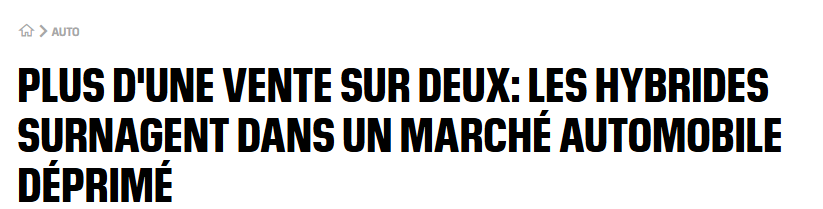 AUTO
PLUS D'UNE VENTE SUR DEUX: LES HYBRIDES
SURNAGENT DANS UN MARCHÉ AUTOMOBILE
DÉPRIMÉ